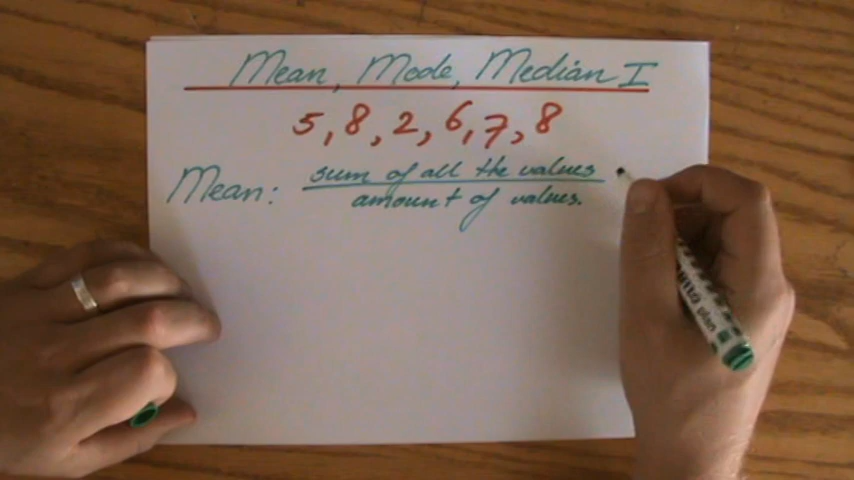 Mean, Mode, Median I
5, 8, 2, 6, 7, 8
Mean: sum of all the values
amount of values.